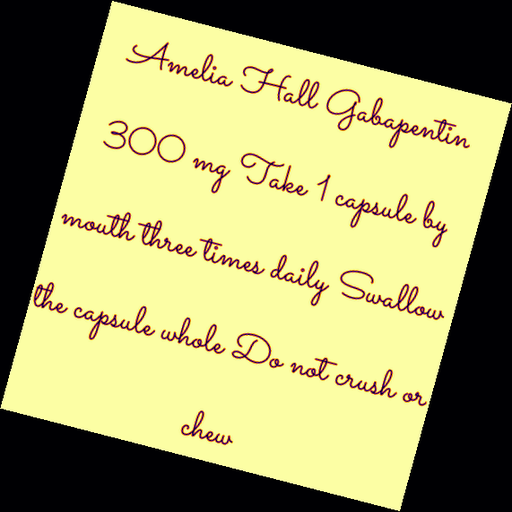 Amelia Hall Gabapentin
300 mg Take 1 capsule by
mouth three times daily Swallow
the capsule whole Do not crush or
chew